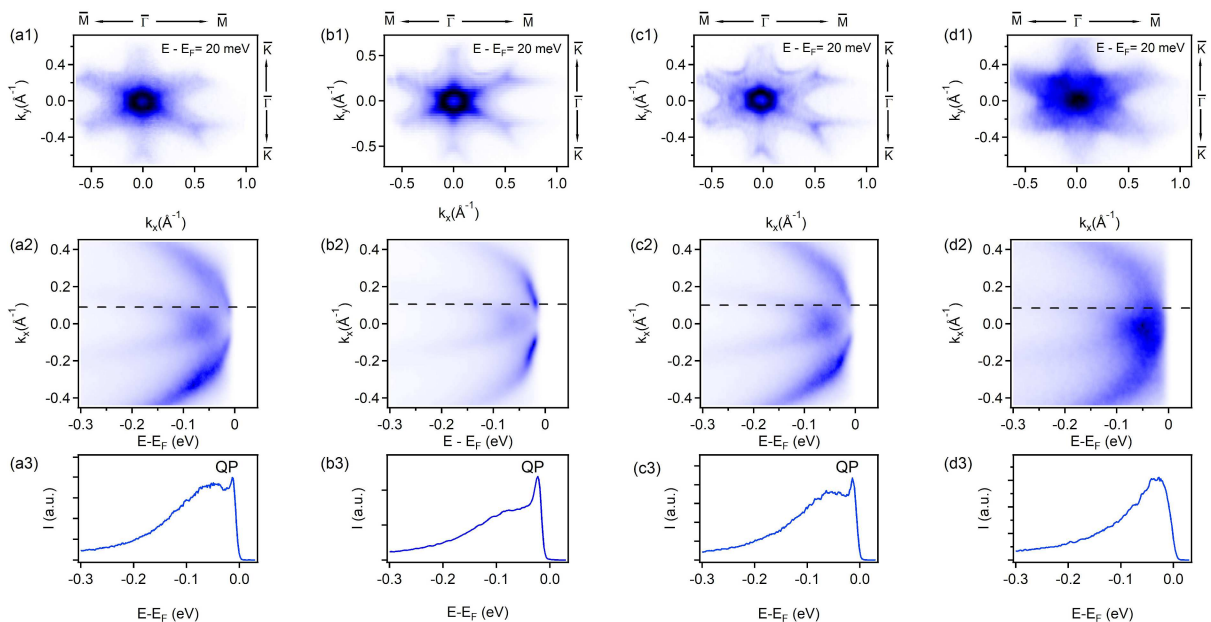 M̅ Γ̅ M̅ M̅ Γ̅ M̅ M̅ Γ̅ M̅ M̅ Γ̅ M̅
(a1) E - E_F= 20 meV
0.4
0.0
-0.4
k_y(Å⁻¹)
K̅
Γ̅
K̅
-0.5 0.0 0.5 1.0
k_x(Å⁻¹)
(b1) E - E_F= 20 meV
0.5
0.0
-0.5
k_y(Å⁻¹)
K̅
Γ̅
K̅
-0.5 0.0 0.5 1.0
k_x(Å⁻¹)
(c1) E - E_F= 20 meV
0.4
0.0
-0.4
k_y(Å⁻¹)
K̅
Γ̅
K̅
-0.5 0.0 0.5 1.0
k_x(Å⁻¹)
(d1) E - E_F= 20 meV
0.4
0.0
-0.4
k_y(Å⁻¹)
K̅
Γ̅
K̅
-0.5 0.0 0.5 1.0
k_x(Å⁻¹)
(a2)
0.4
0.2
0.0
-0.2
-0.4
k_x(Å⁻¹)
-0.3 -0.2 -0.1 0
E-E_F (eV)
(b2)
0.4
0.2
0.0
-0.2
-0.4
k_x(Å⁻¹)
-0.3 -0.2 -0.1 0
E - E_F (eV)
(c2)
0.4
0.2
0.0
-0.2
-0.4
k_x(Å⁻¹)
-0.3 -0.2 -0.1 0
E-E_F (eV)
(d2)
0.4
0.2
0.0
-0.2
-0.4
k_x(Å⁻¹)
-0.3 -0.2 -0.1 0
E-E_F (eV)
(a3) QP
I (a.u.)
-0.3 -0.2 -0.1 0.0
E-E_F (eV)
(b3) QP
I (a.u.)
-0.3 -0.2 -0.1 0.0
E-E_F (eV)
(c3) QP
I (a.u.)
-0.3 -0.2 -0.1 0.0
E-E_F (eV)
(d3)
I (a.u.)
-0.3 -0.2 -0.1 0.0
E-E_F (eV)